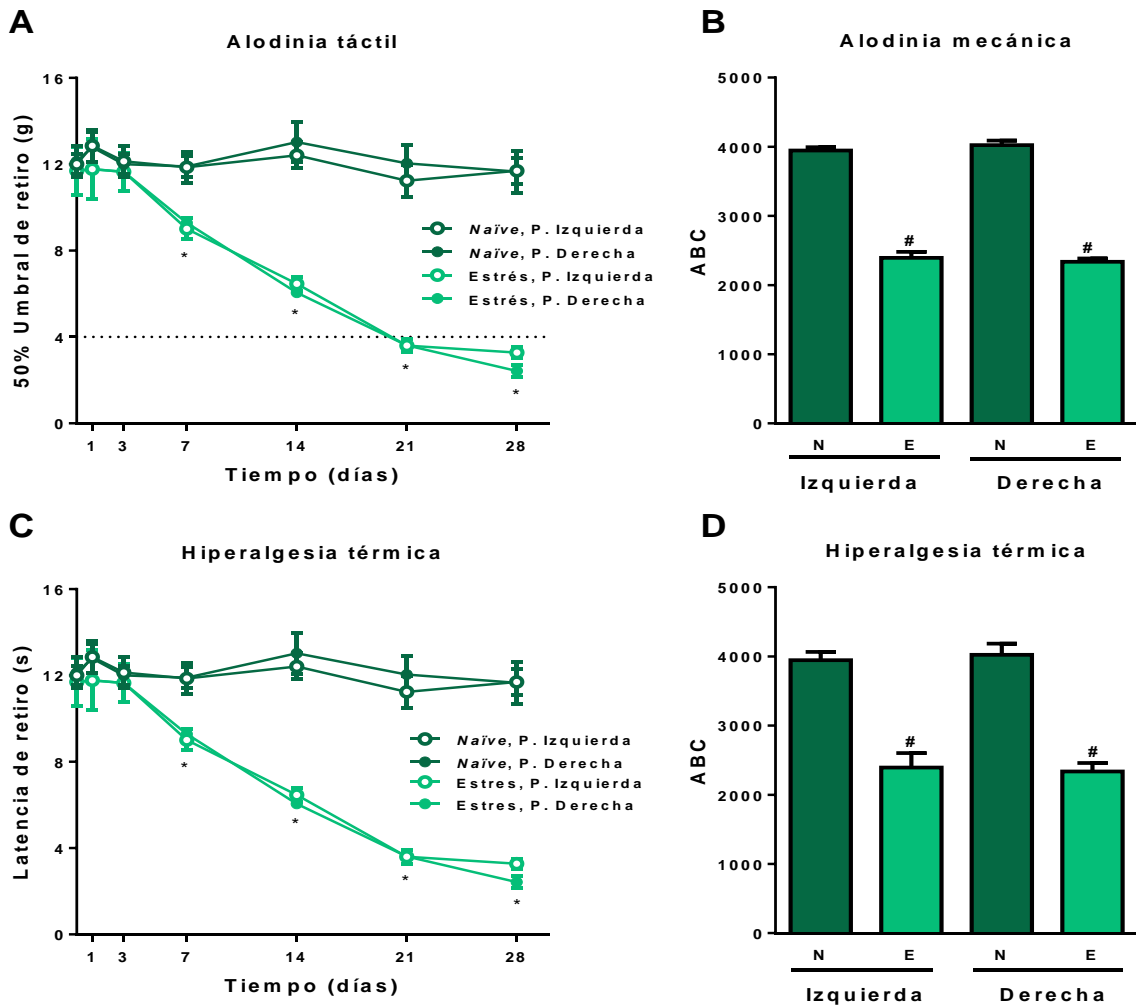 A
Alodinia táctil
50% Umbral de retiro (g)
16
12
8
4
0
Naïve, P. Izquierda
Naïve, P. Derecha
Estrés, P. Izquierda
Estrés, P. Derecha
* * * *
1 3 7 14 21 28
Tiempo (días)
B
Alodinia mecánica
ABC
5000
4000
3000
2000
1000
0
# #
N E N E
Izquierda Derecha
C
Hiperalgesia térmica
Latencia de retiro (s)
16
12
8
4
0
Naïve, P. Izquierda
Naïve, P. Derecha
Estres, P. Izquierda
Estres, P. Derecha
* * * *
1 3 7 14 21 28
Tiempo (días)
D
Hiperalgesia térmica
ABC
5000
4000
3000
2000
1000
0
# #
N E N E
Izquierda Derecha